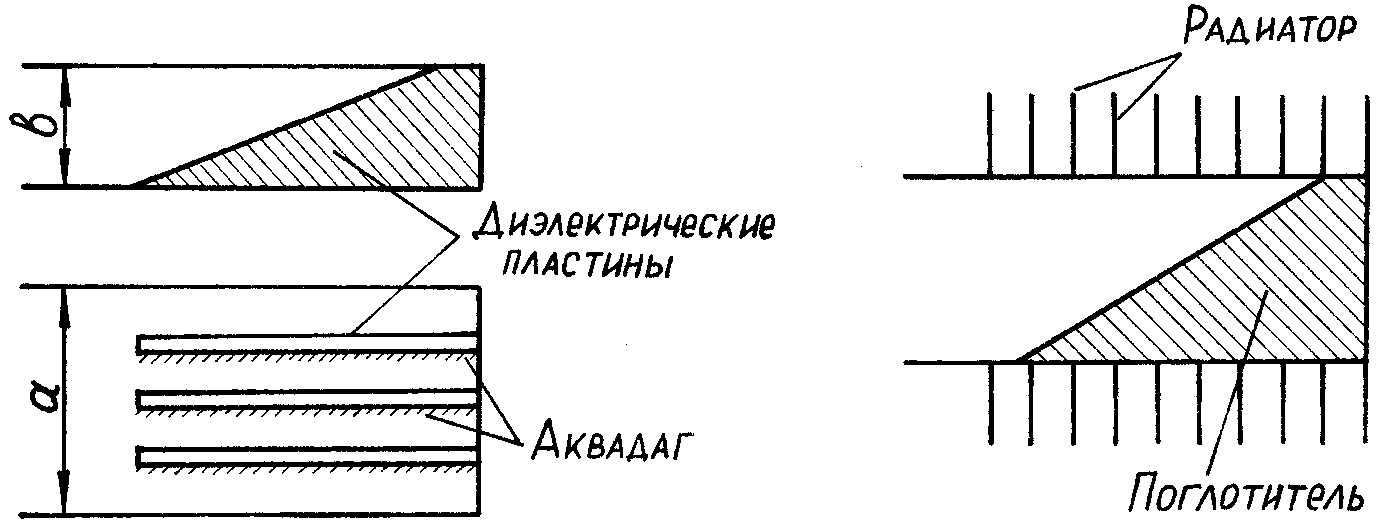 в
Диэлектрические
пластины
а
Аквадаг
Радиатор
Поглотитель